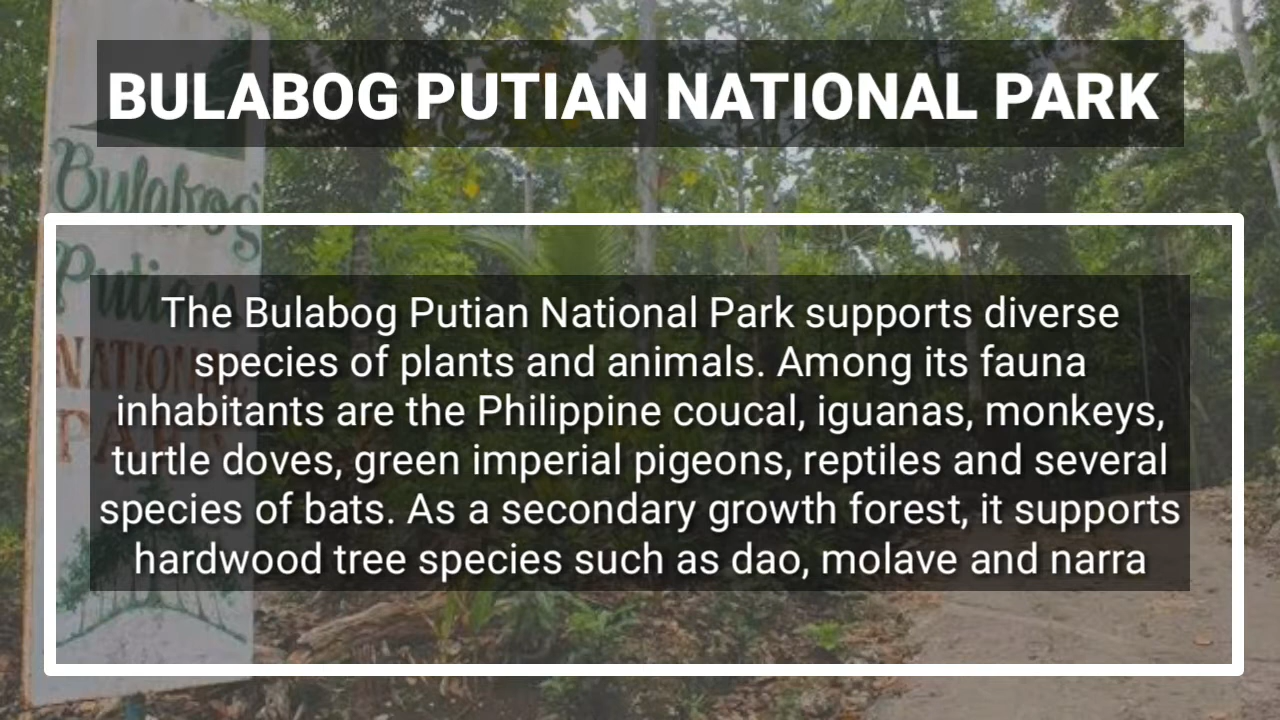 BULABOG PUTIAN NATIONAL PARK
Bulabog
Putian
NATIONAL
PARK
The Bulabog Putian National Park supports diverse
species of plants and animals. Among its fauna
inhabitants are the Philippine coucal, iguanas, monkeys,
turtle doves, green imperial pigeons, reptiles and several
species of bats. As a secondary growth forest, it supports
hardwood tree species such as dao, molave and narra